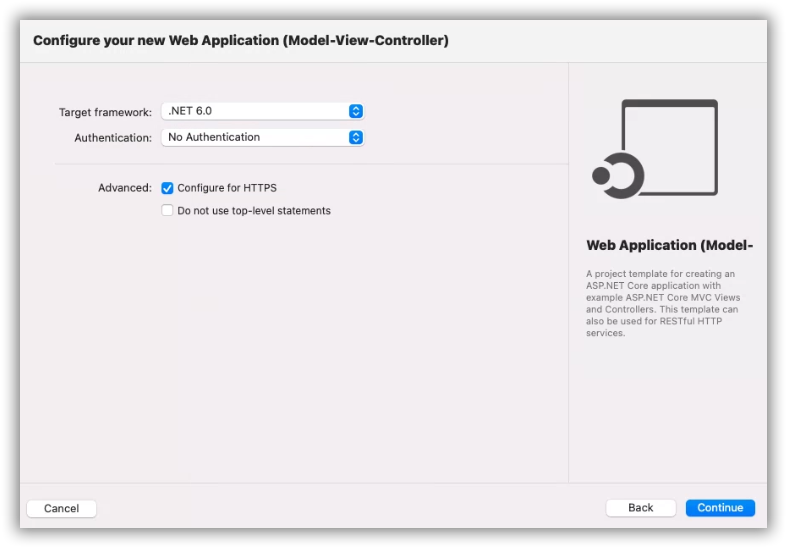 Configure your new Web Application (Model-View-Controller)
Target framework: .NET 6.0
Authentication: No Authentication
Advanced: Configure for HTTPS
Do not use top-level statements
Web Application (Model-
A project template for creating an
ASP.NET Core application with
example ASP.NET Core MVC Views
and Controllers. This template can
also be used for RESTful HTTP
services.
Cancel
Back
Continue